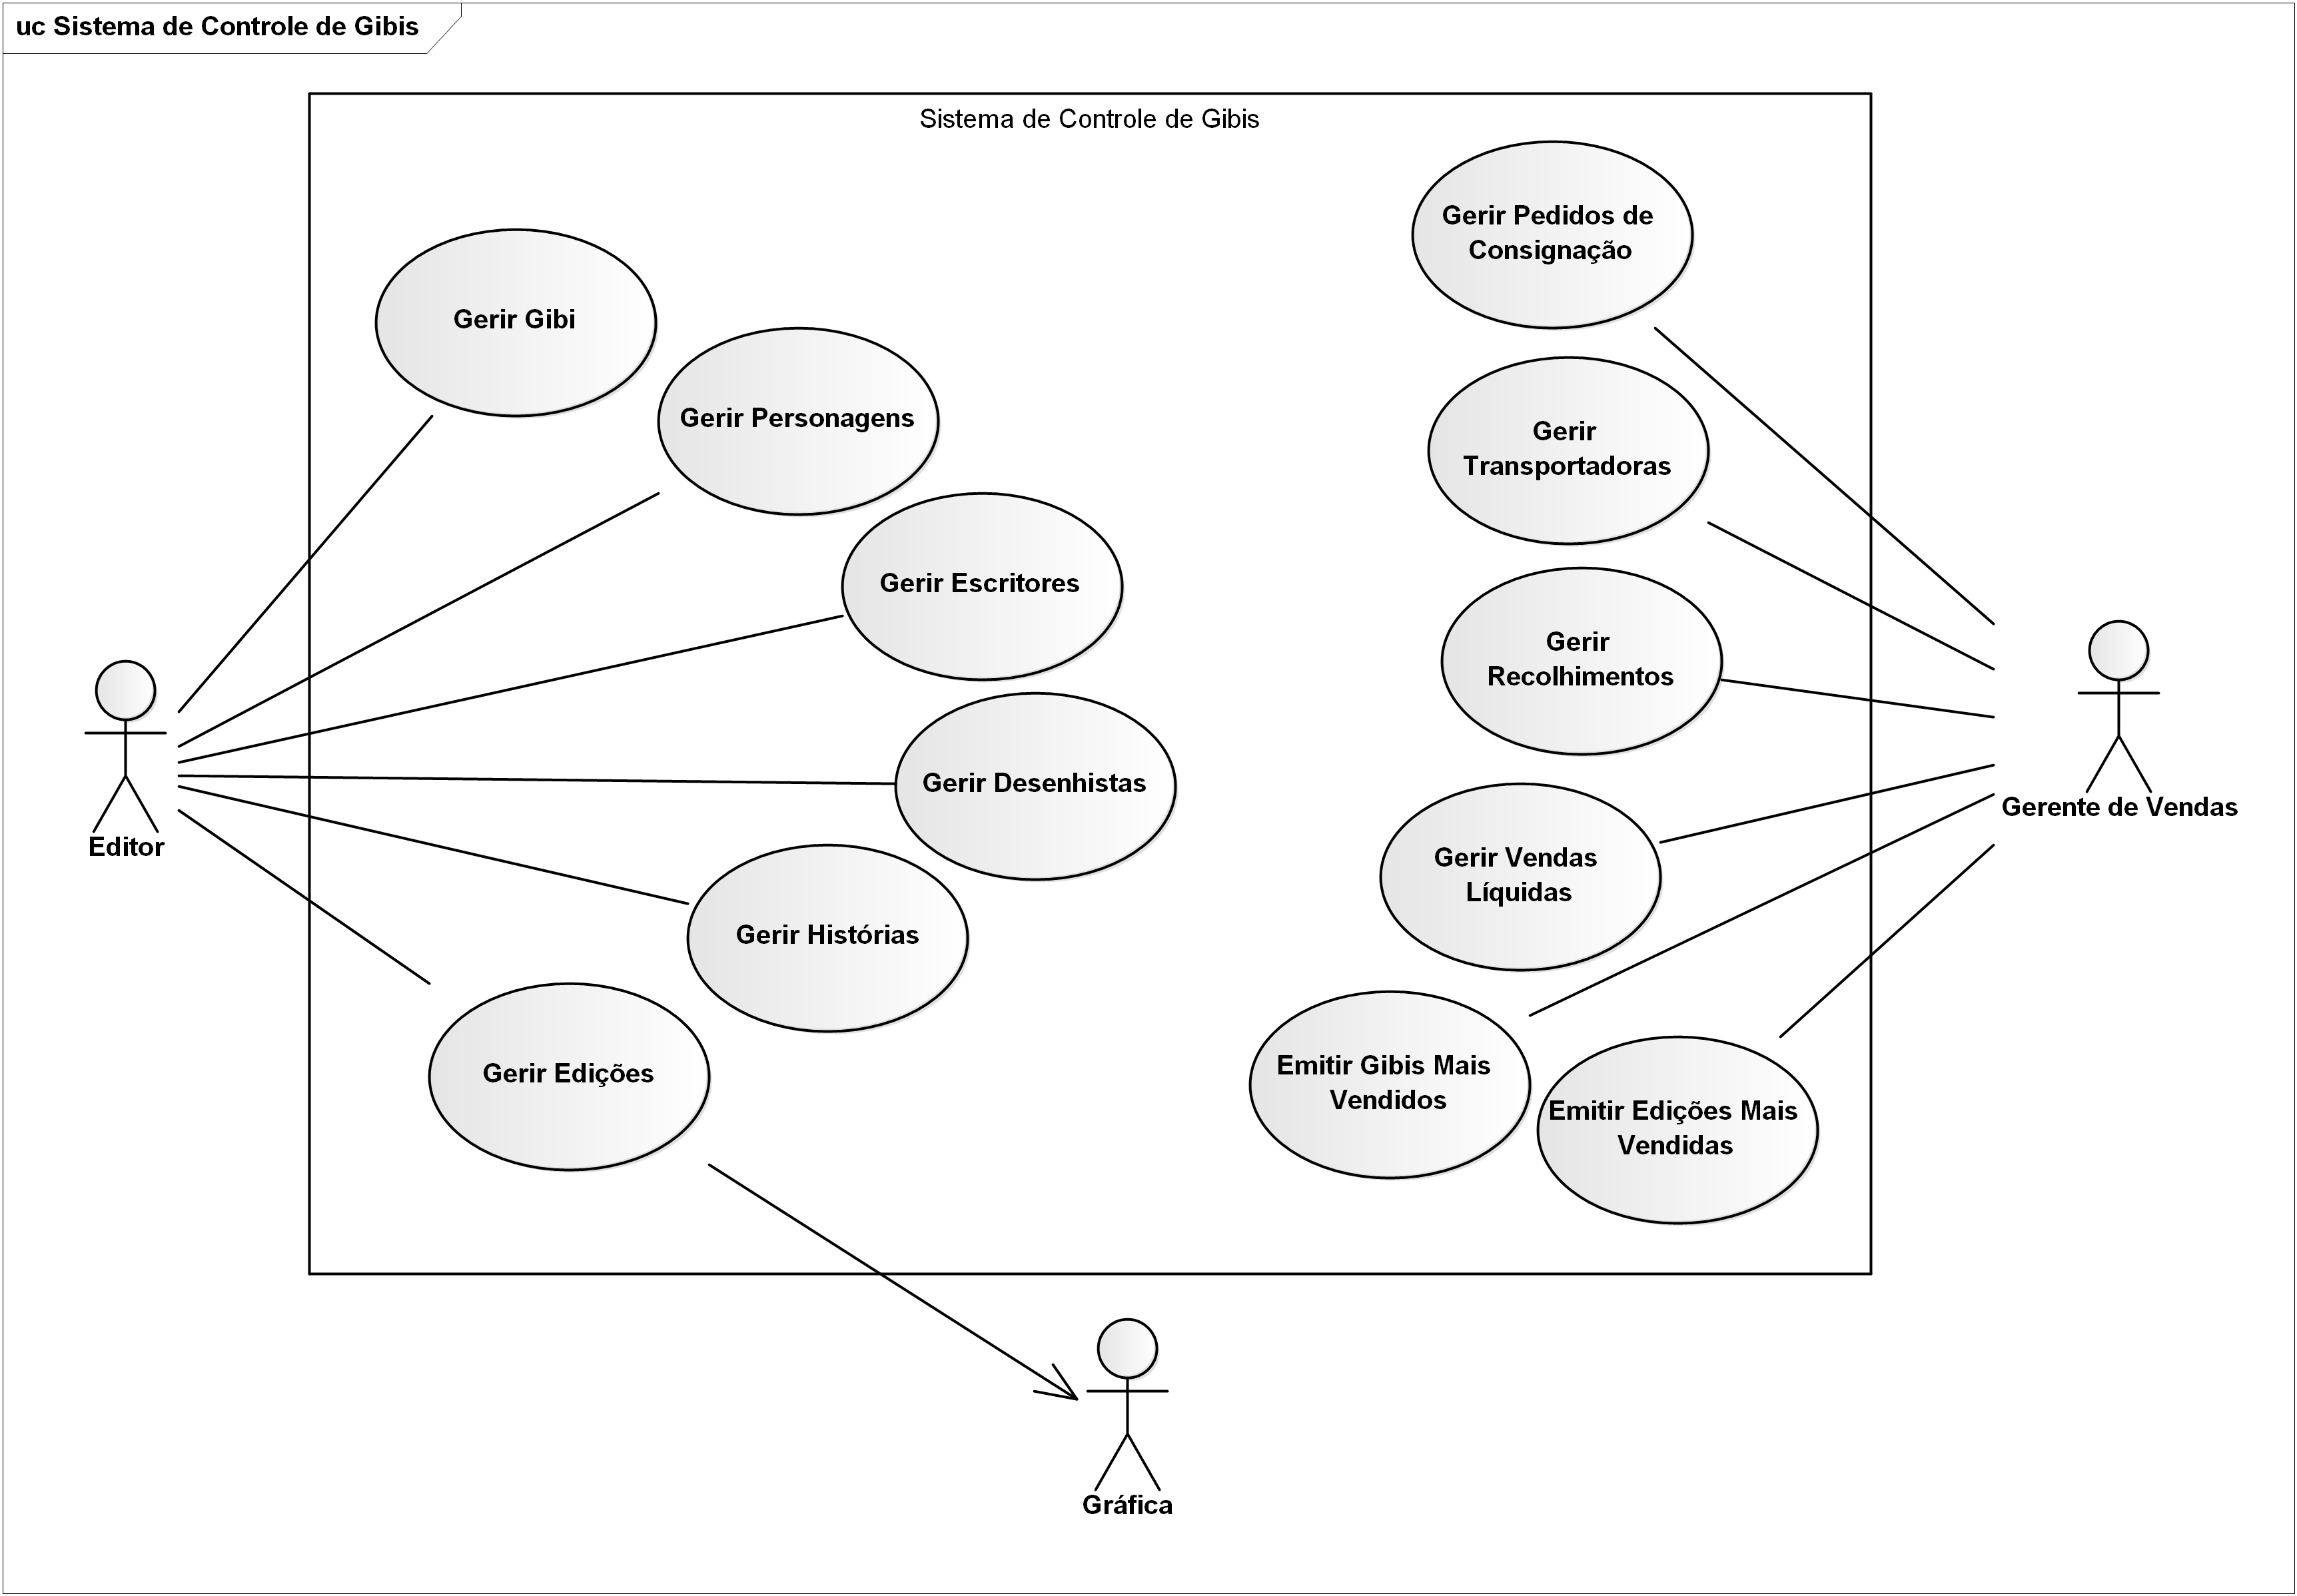 uc Sistema de Controle de Gibis
Sistema de Controle de Gibis
Gerir Gibi
Gerir Personagens
Gerir Escritores
Gerir Desenhistas
Gerir Histórias
Gerir Edições
Gerir Pedidos de
Consignação
Gerir
Transportadoras
Gerir
Recolhimentos
Gerir Vendas
Líquidas
Emitir Gibis Mais
Vendidos
Emitir Edições Mais
Vendidas
Editor
Gerente de Vendas
Gráfica